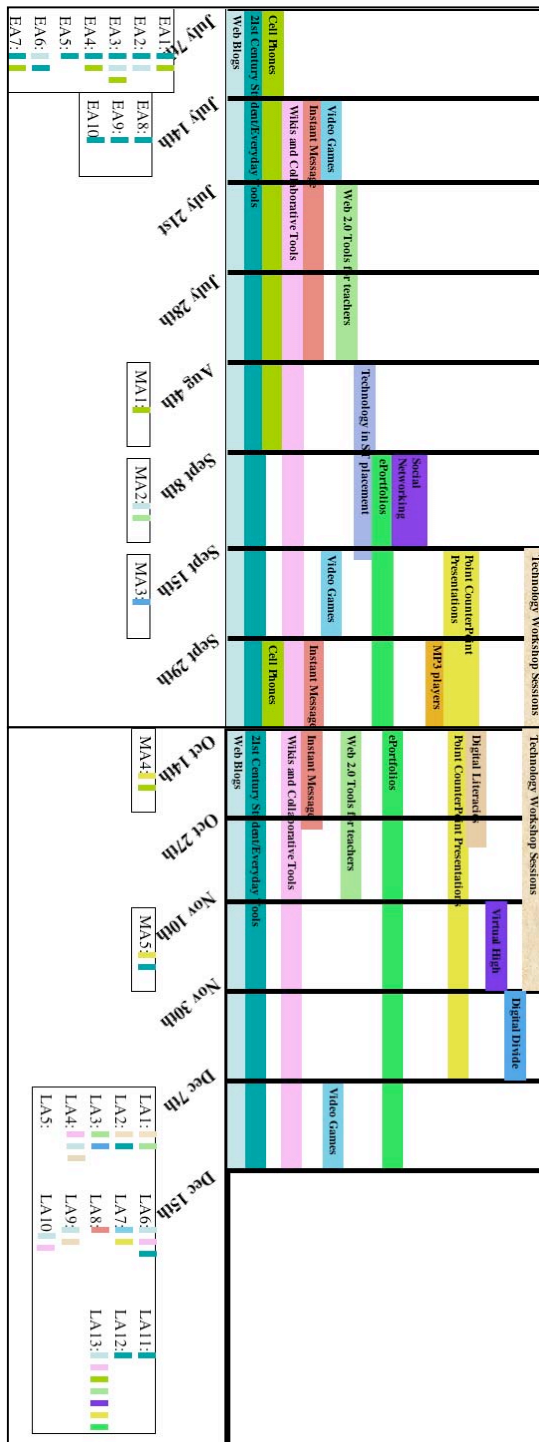 EA1:
EA2:
EA3:
EA4:
EA5:
EA6:
EA7:
EA8:
EA9:
EA10
MA1:
MA2:
MA3:
MA4:
MA5:
LA1:
LA2:
LA3:
LA4:
LA5:
LA6:
LA7:
LA8:
LA9:
LA10
LA11:
LA12:
LA13:
July 7th
July 14th
July 21st
July 28th
Aug 4th
Sept 8th
Sept 15th
Sept 29th
Oct 14th
Oct 27th
Nov 10th
Nov 30th
Dec 7th
Dec 15th
Web Blogs
21st Century Student/Everyday Tools
Cell Phones
Wikis and Collaborative Tools
Instant Message
Video Games
Web 2.0 Tools for teachers
Technology in ST placement
ePortfolios
Social
Networking
Video Games
Cell Phones
Instant Message
MP3 players
Point CounterPoint
Presentations
Technology Workshop Sessions
Web Blogs
21st Century Student/Everyday Tools
Wikis and Collaborative Tools
Instant Message
Web 2.0 Tools for teachers
ePortfolios
Point CounterPoint Presentations
Digital Literacies
Technology Workshop Sessions
Virtual High
Digital Divide
Video Games